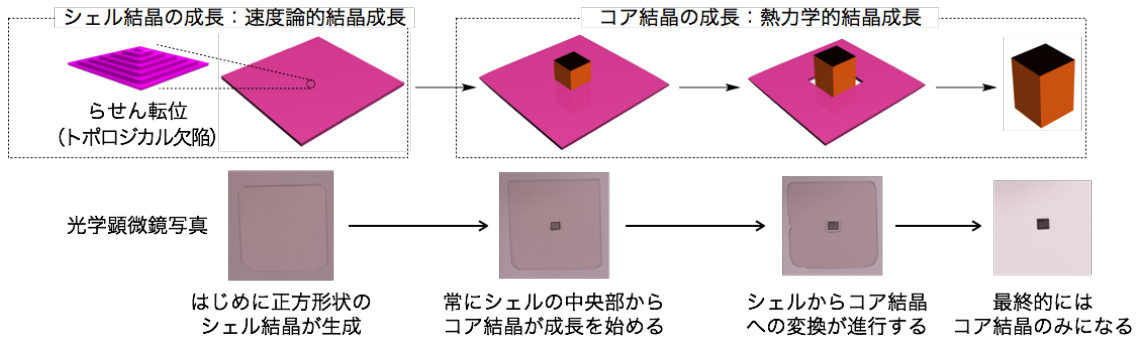 シェル結晶の成長：速度論的結晶成長
コア結晶の成長：熱力学的結晶成長
らせん転位
（トポロジカル欠陥）
光学顕微鏡写真
はじめに正方形状の
シェル結晶が生成
常にシェルの中央部から
コア結晶が成長を始める
シェルからコア結晶
への変換が進行する
最終的には
コア結晶のみになる